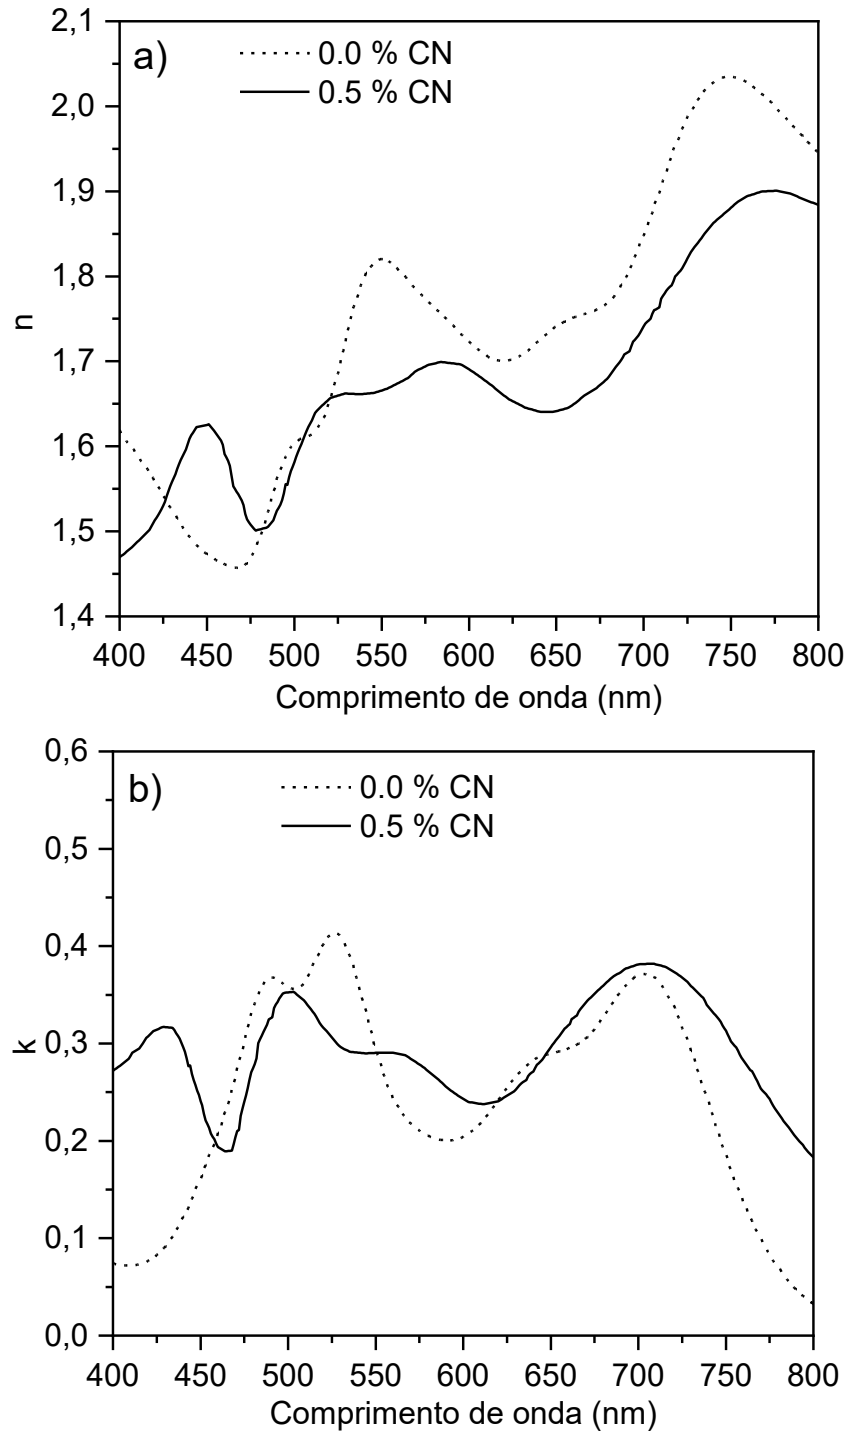 2,1
a)
0.0 % CN
0.5 % CN
2,0
1,9
1,8
n
1,7
1,6
1,5
1,4
400 450 500 550 600 650 700 750 800
Comprimento de onda (nm)
0,6
b)
0.0 % CN
0.5 % CN
0,5
0,4
k
0,3
0,2
0,1
0,0
400 450 500 550 600 650 700 750 800
Comprimento de onda (nm)